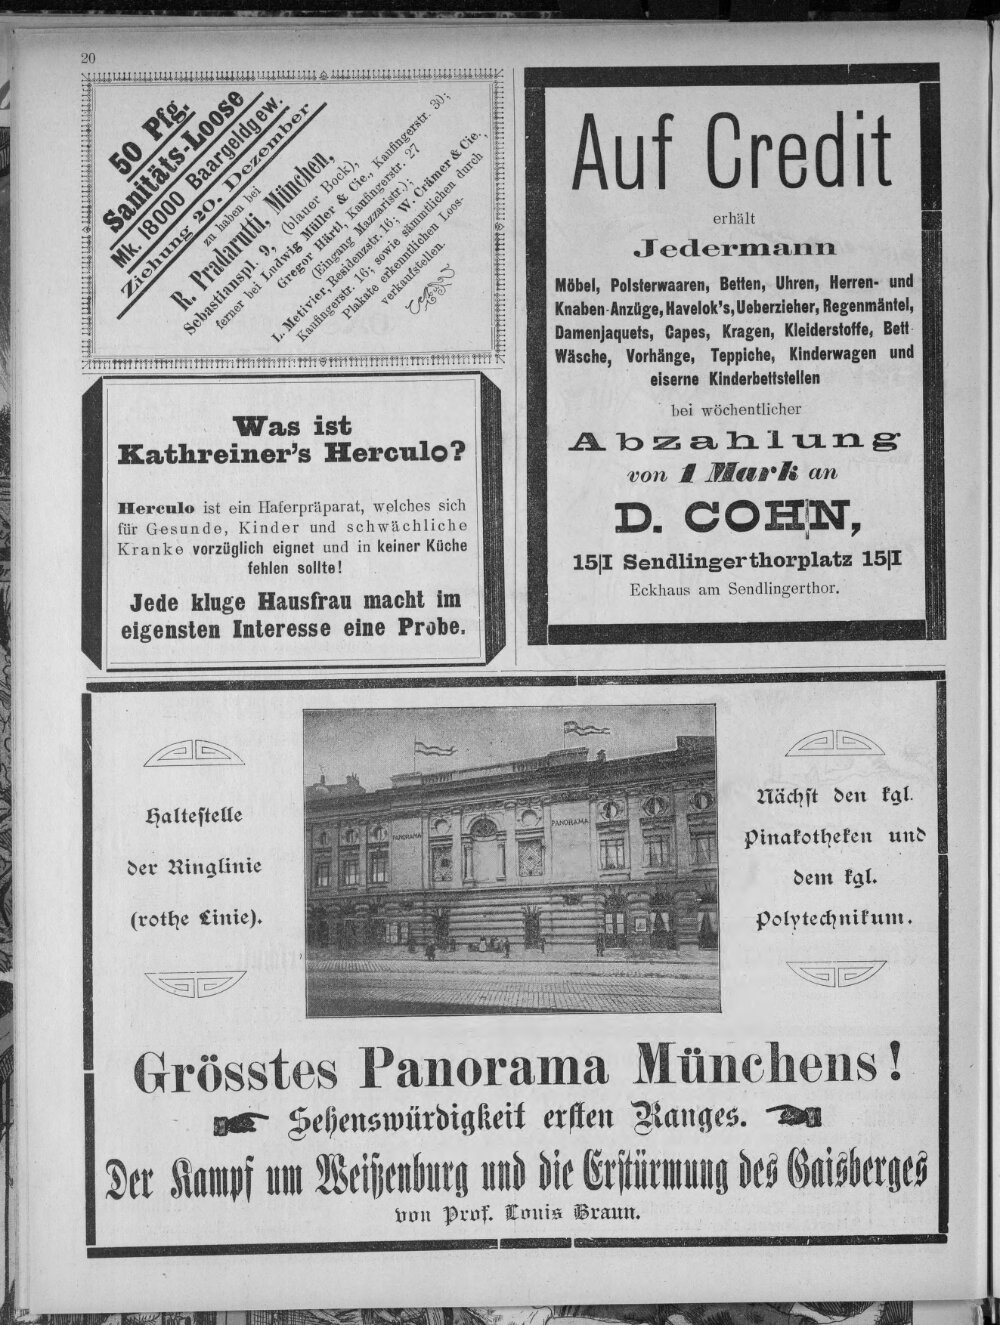 20
50 Pfg.
Sanitäts-Loose
Mk. 18000 Baargeldgew.
Ziehung 20. Dezember
zu haben bei
R. Pradarutti, München,
Sebastianspl. 9, (blauer Bock),
ferner bei Ludwig Müller & Cie., Kaufingerstr. 30;
Gregor Härtl, Kaufingerstr. 27
(Eingang Mazzaristr.);
L. Metivier, Residenzstr. 16; W. Crämer & Cie.,
Kaufingerstr. 16; sowie sämmtlichen durch
Plakate erkenntlichen Loos-
verkaufstellen.
Auf Credit
erhält
Jedermann
Möbel, Polsterwaaren, Betten, Uhren, Herren- und
Knaben-Anzüge, Havelok's, Ueberzieher, Regenmäntel,
Damenjaquets, Capes, Kragen, Kleiderstoffe, Bett-
Wäsche, Vorhänge, Teppiche, Kinderwagen und
eiserne Kinderbettstellen
bei wöchentlicher
Abzahlung
von 1 Mark an
D. COHN,
15|I Sendlingerthorplatz 15|I
Eckhaus am Sendlingerthor.
Was ist
Kathreiner's Herculo?
Herculo ist ein Haferpräparat, welches sich
für Gesunde, Kinder und schwächliche
Kranke vorzüglich eignet und in keiner Küche
fehlen sollte!
Jede kluge Hausfrau macht im
eigensten Interesse eine Probe.
Haltestelle
der Ringlinie
(rothe Linie).
PANORAMA
PANORAMA
Nächst den kgl.
Pinakotheken und
dem kgl.
Polytechnikum.
Grösstes Panorama Münchens!
Sehenswürdigkeit ersten Ranges.
Der Kampf um Weißenburg und die Erstürmung des Gaisberges
von Prof. Louis Braun.